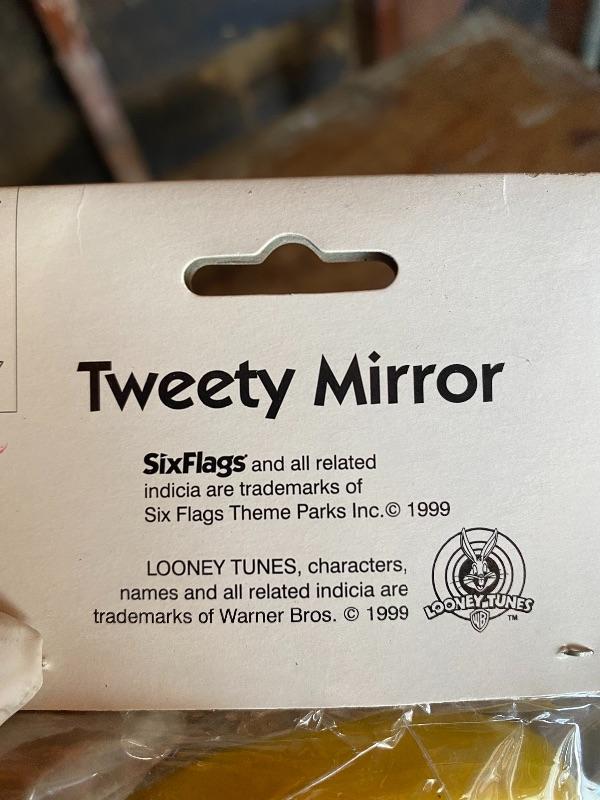 Tweety Mirror
SixFlags and all related
indicia are trademarks of
Six Flags Theme Parks Inc.© 1999
LOONEY TUNES, characters,
names and all related indicia are
trademarks of Warner Bros. © 1999
LOONEY TUNES
WB
TM